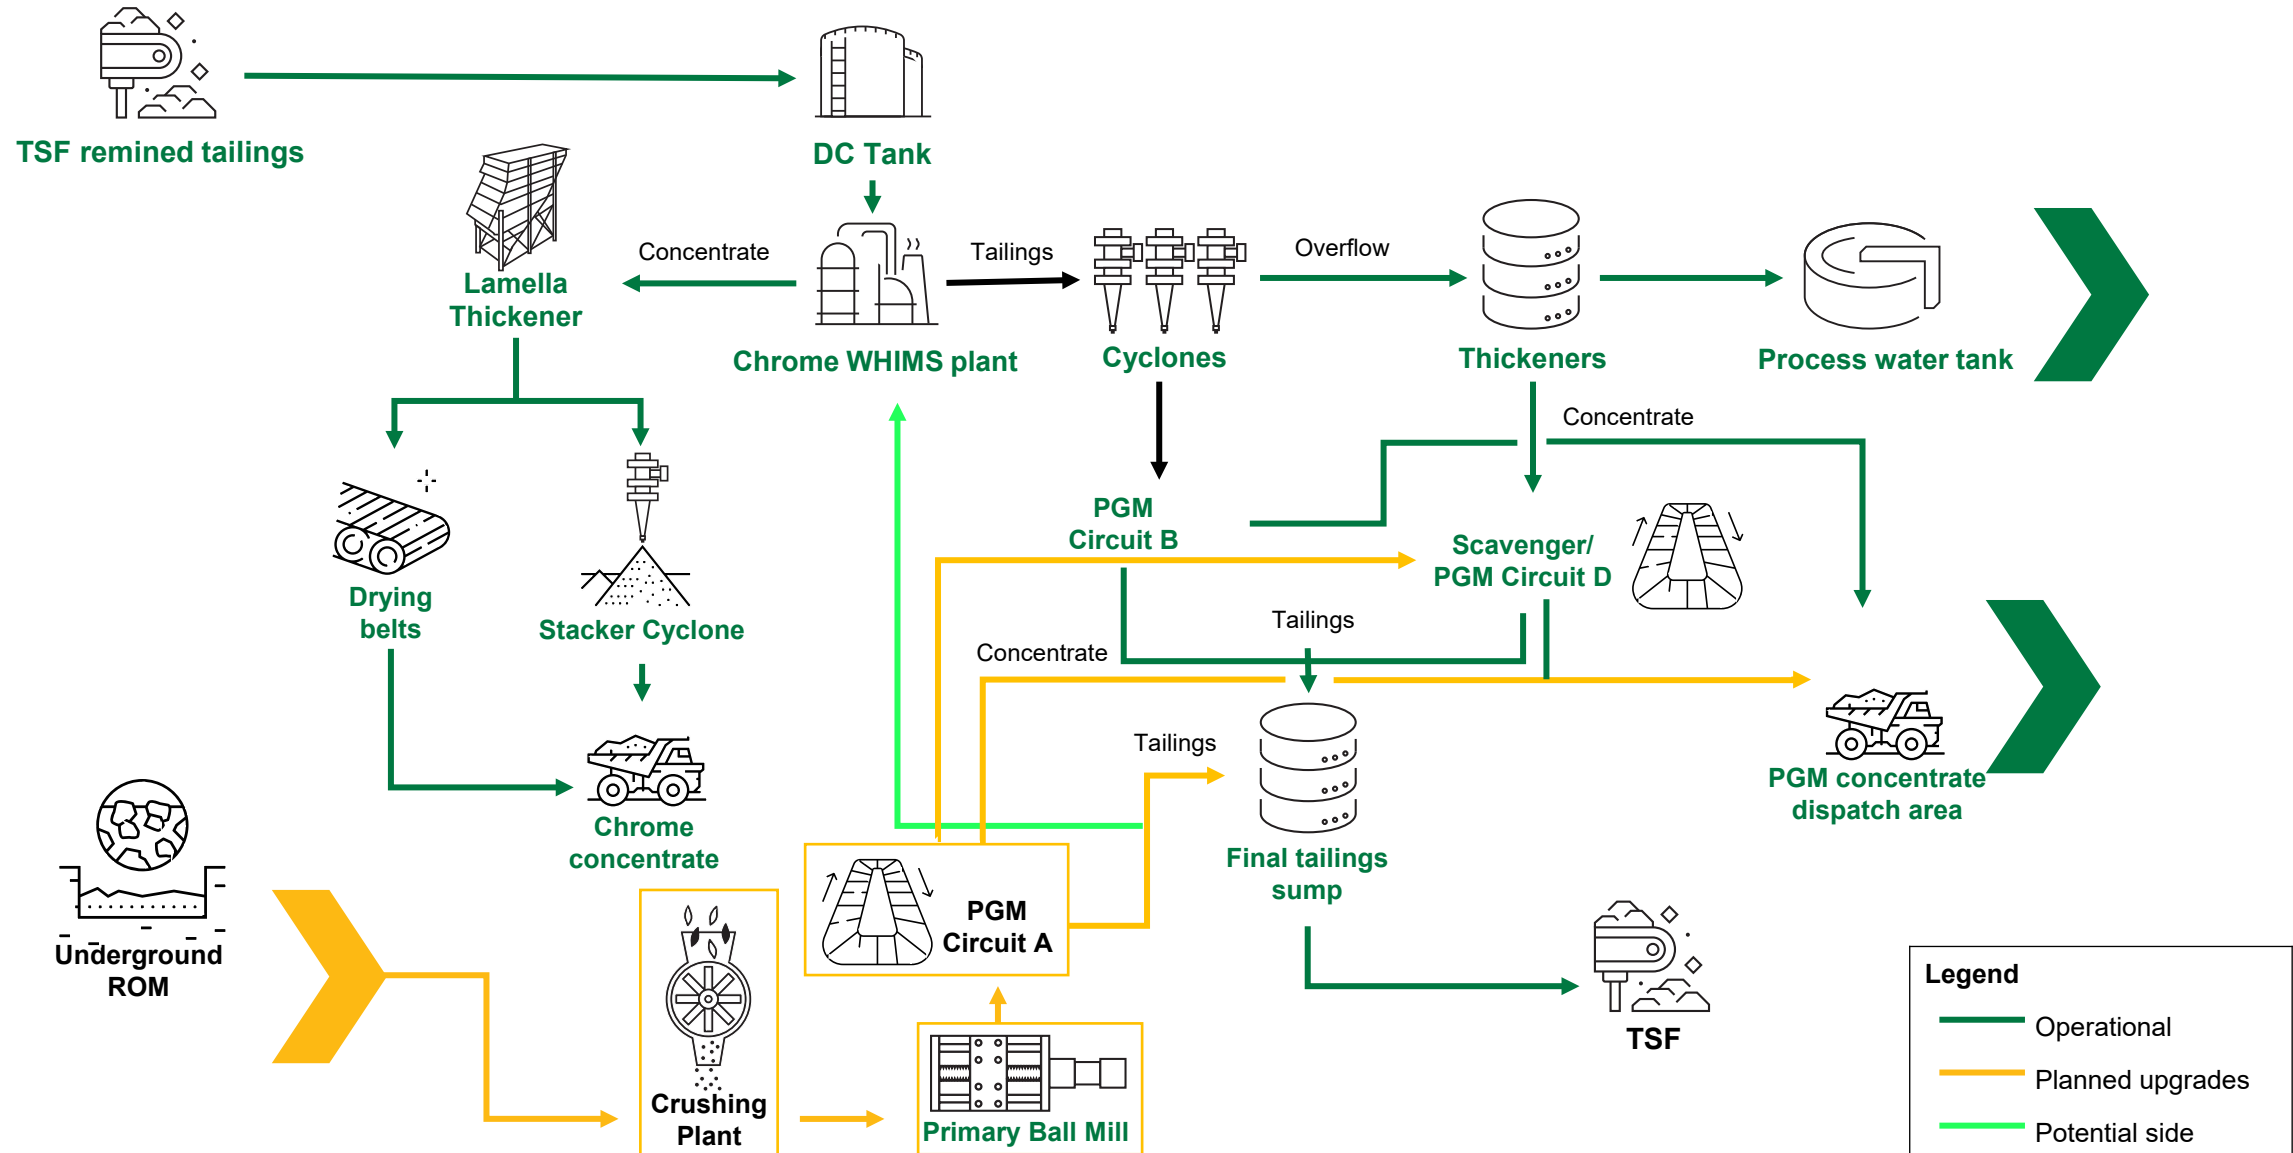 TSF remined tailings
DC Tank
Concentrate
Tailings
Overflow
Lamella
Thickener
Chrome WHIMS plant
Cyclones
Thickeners
Process water tank
Concentrate
PGM
Circuit B
Scavenger/
PGM Circuit D
Drying
belts
Stacker Cyclone
Tailings
Concentrate
Tailings
PGM concentrate
dispatch area
Chrome
concentrate
Final tailings
sump
PGM
Circuit A
Underground
ROM
TSF
Crushing
Plant
Primary Ball Mill
Legend
Operational
Planned upgrades
Potential side